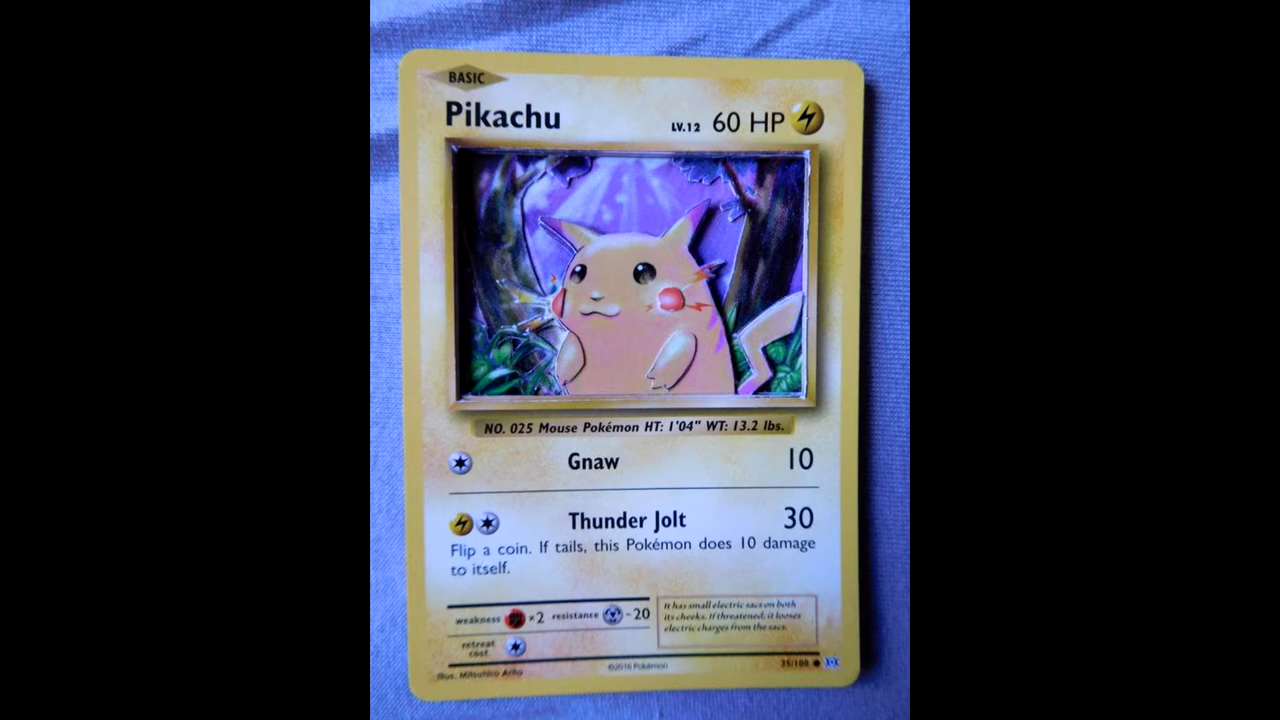 BASIC
Pikachu LV.12 60 HP
NO. 025 Mouse Pokémon HT: 1'04" WT: 13.2 lbs.
Gnaw 10
Thunder Jolt 30
Flip a coin. If tails, this Pokémon does 10 damage
to itself.
weakness ×2 resistance -20
It has small electric sacs on both
its cheeks. If threatened, it looses
electric charges from the sacs.
retreat
cost
Illus. Mitsuhiro Arita
©2016 Pokémon
35/108